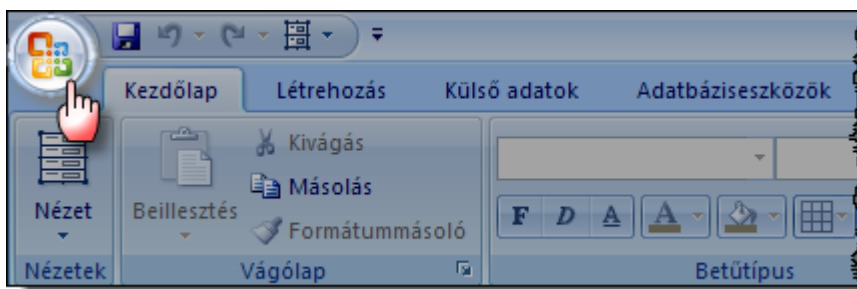 Kezdőlap Létrehozás Külső adatok Adatbáziseszközök
Kivágás
Másolás
Nézet Beillesztés
Formátummásoló
F D A A
Nézetek Vágólap Betűtípus